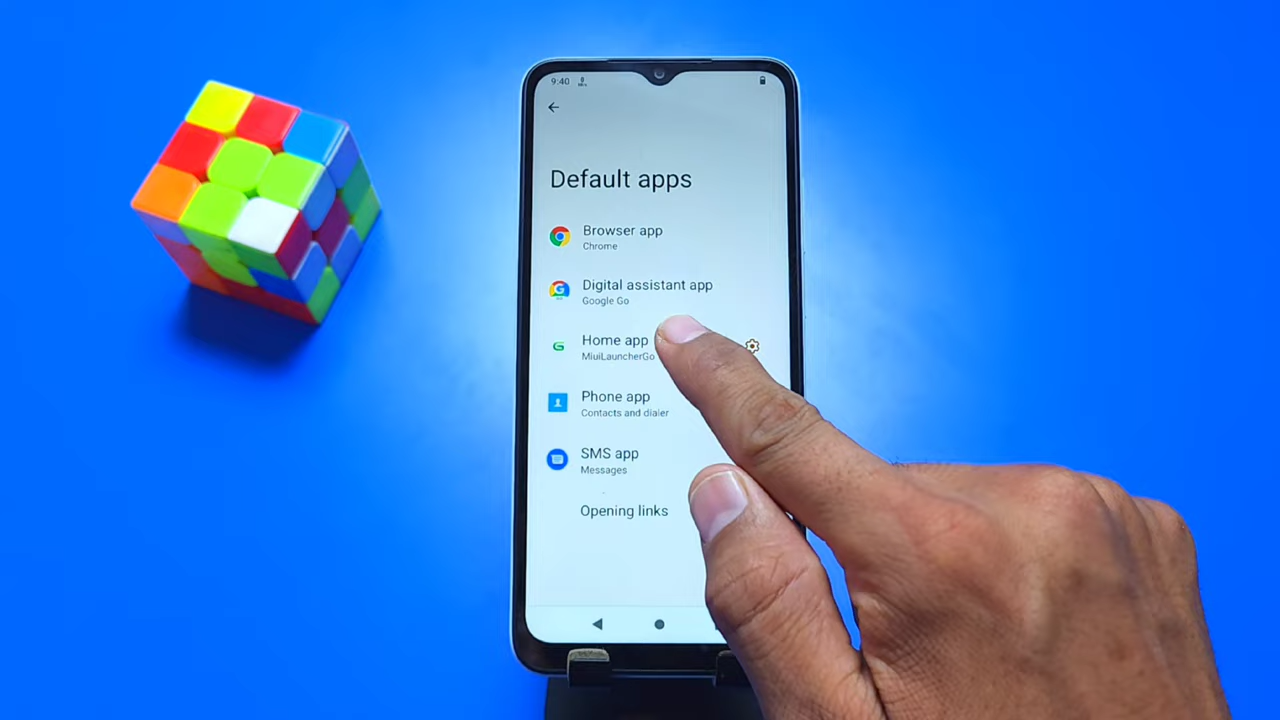 9:40
Default apps
Browser app
Chrome
Digital assistant app
Google Go
Home app
MiuiLauncherGo
Phone app
Contacts and dialer
SMS app
Messages
Opening links